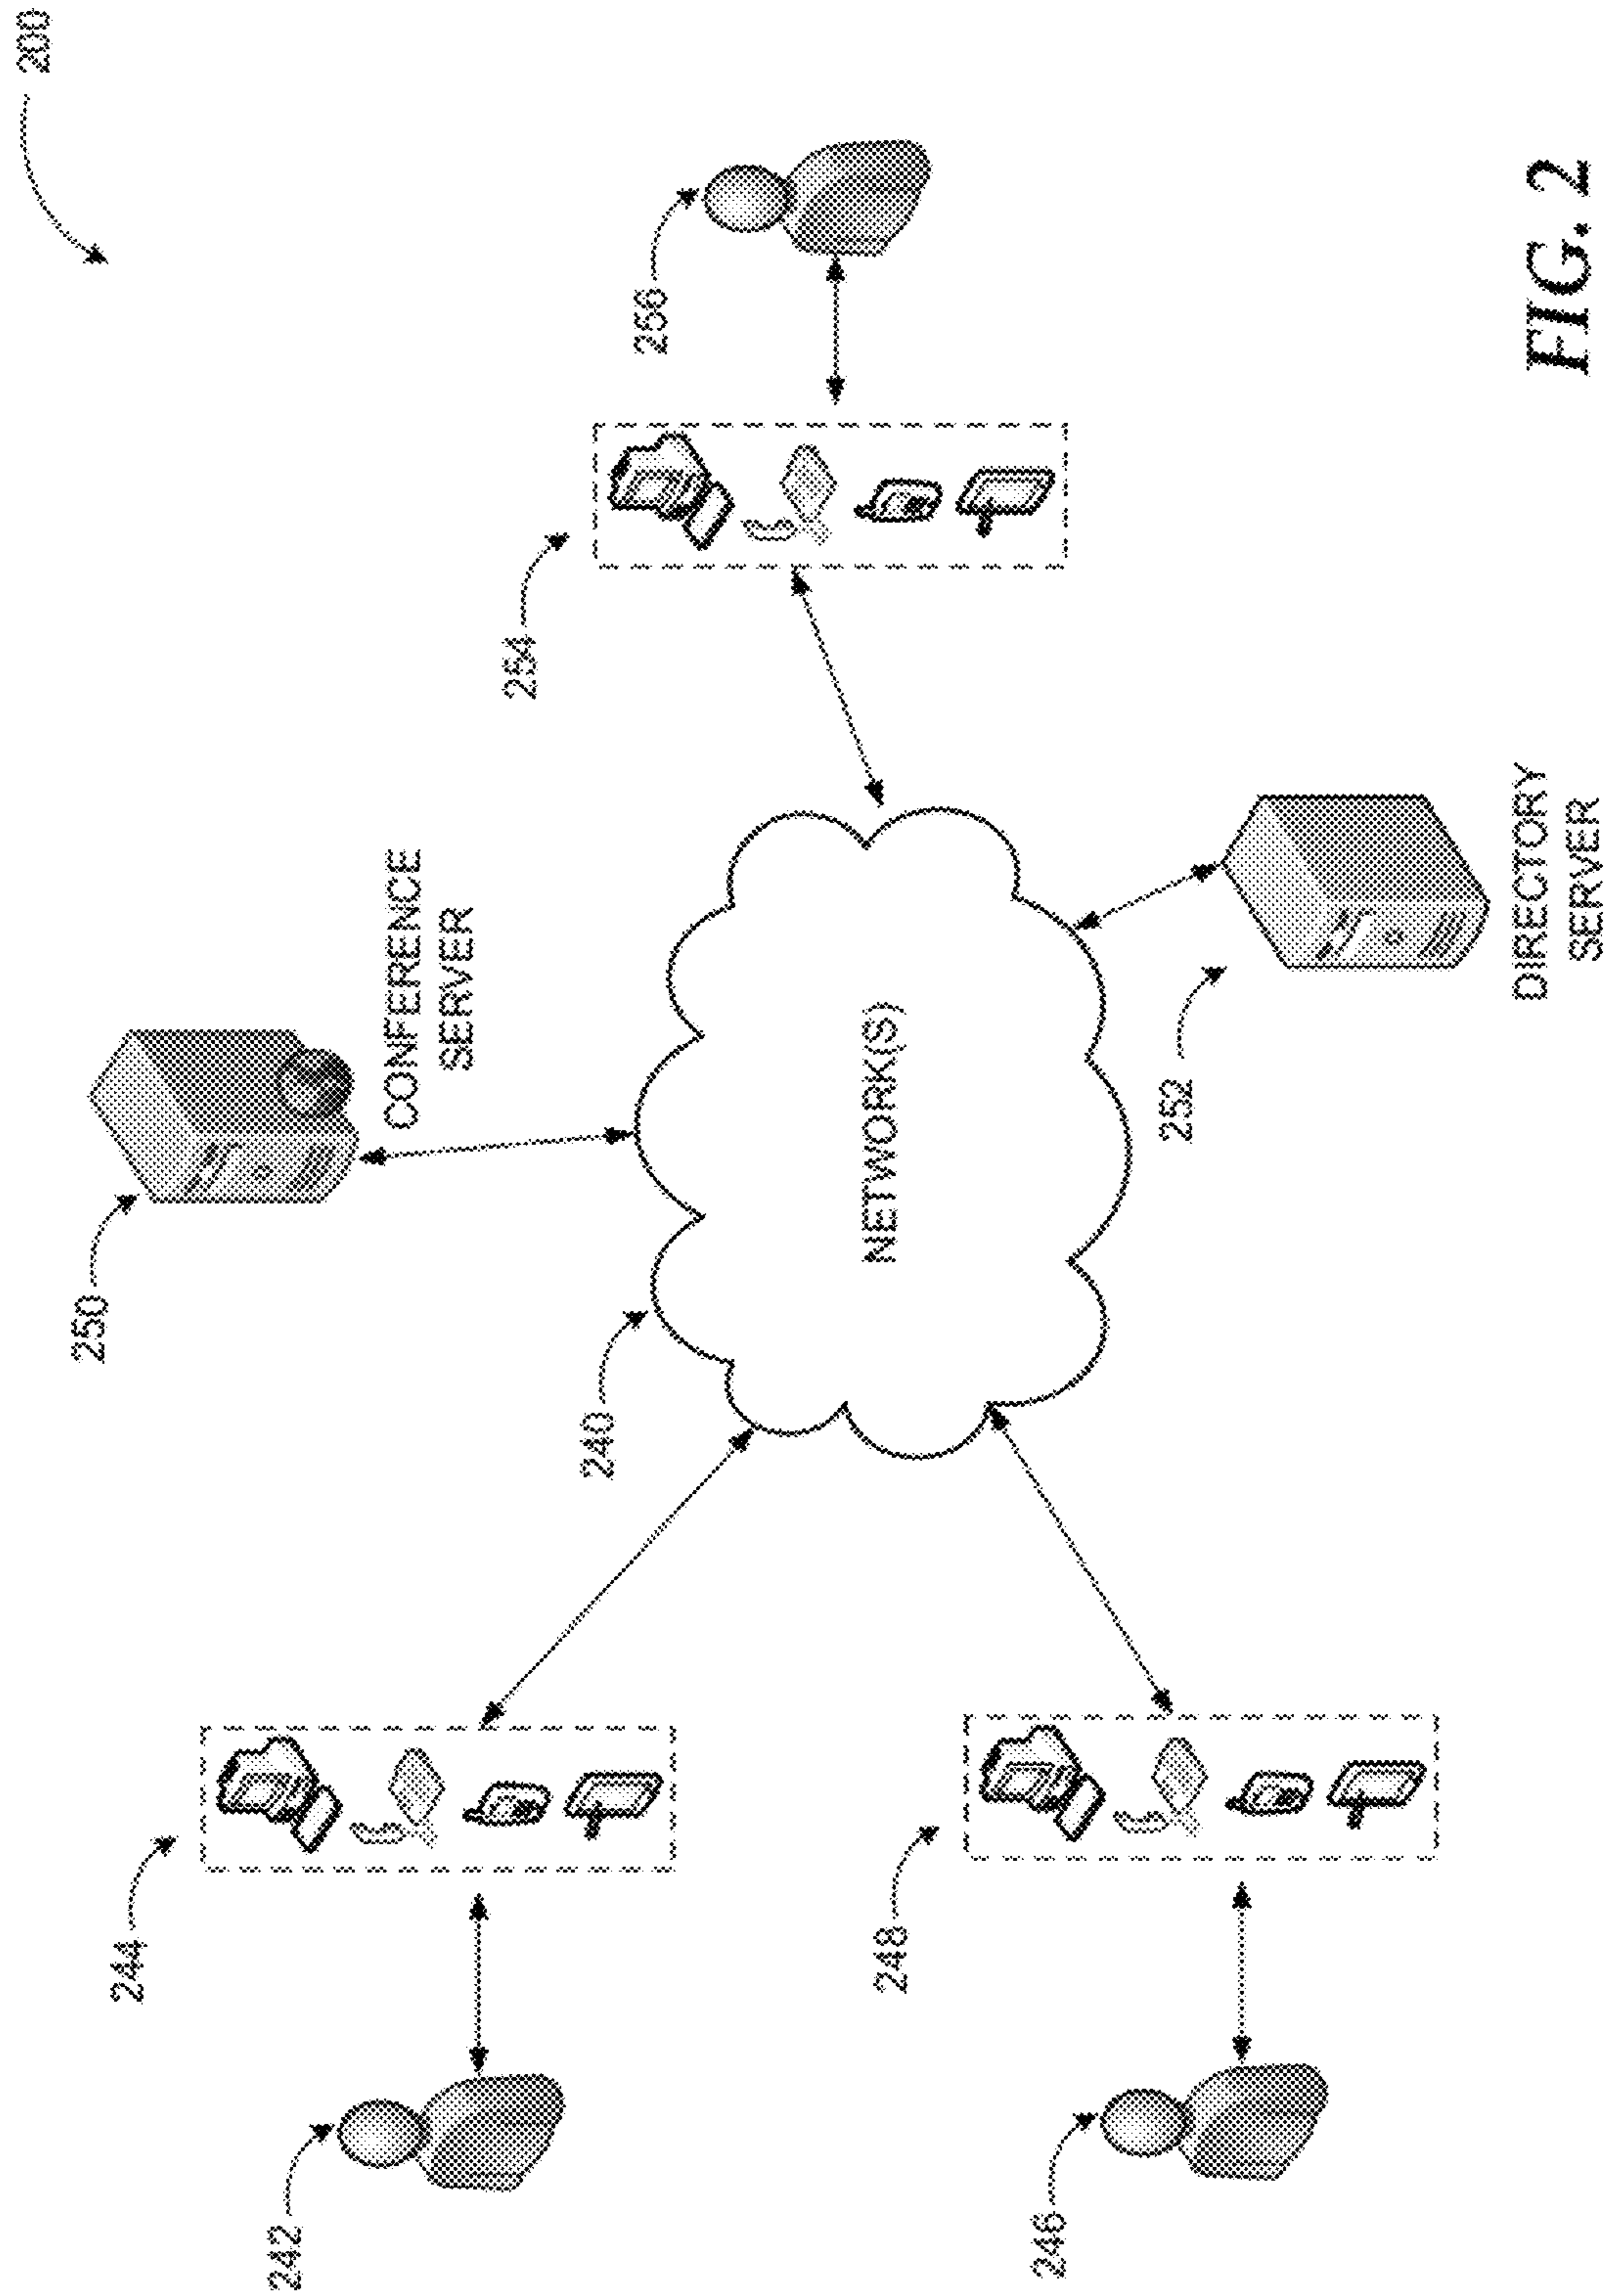 200
250
CONFERENCE
SERVER
244
254
242
240
256
NETWORK(S)
248
252
246
DIRECTORY
SERVER
FIG. 2